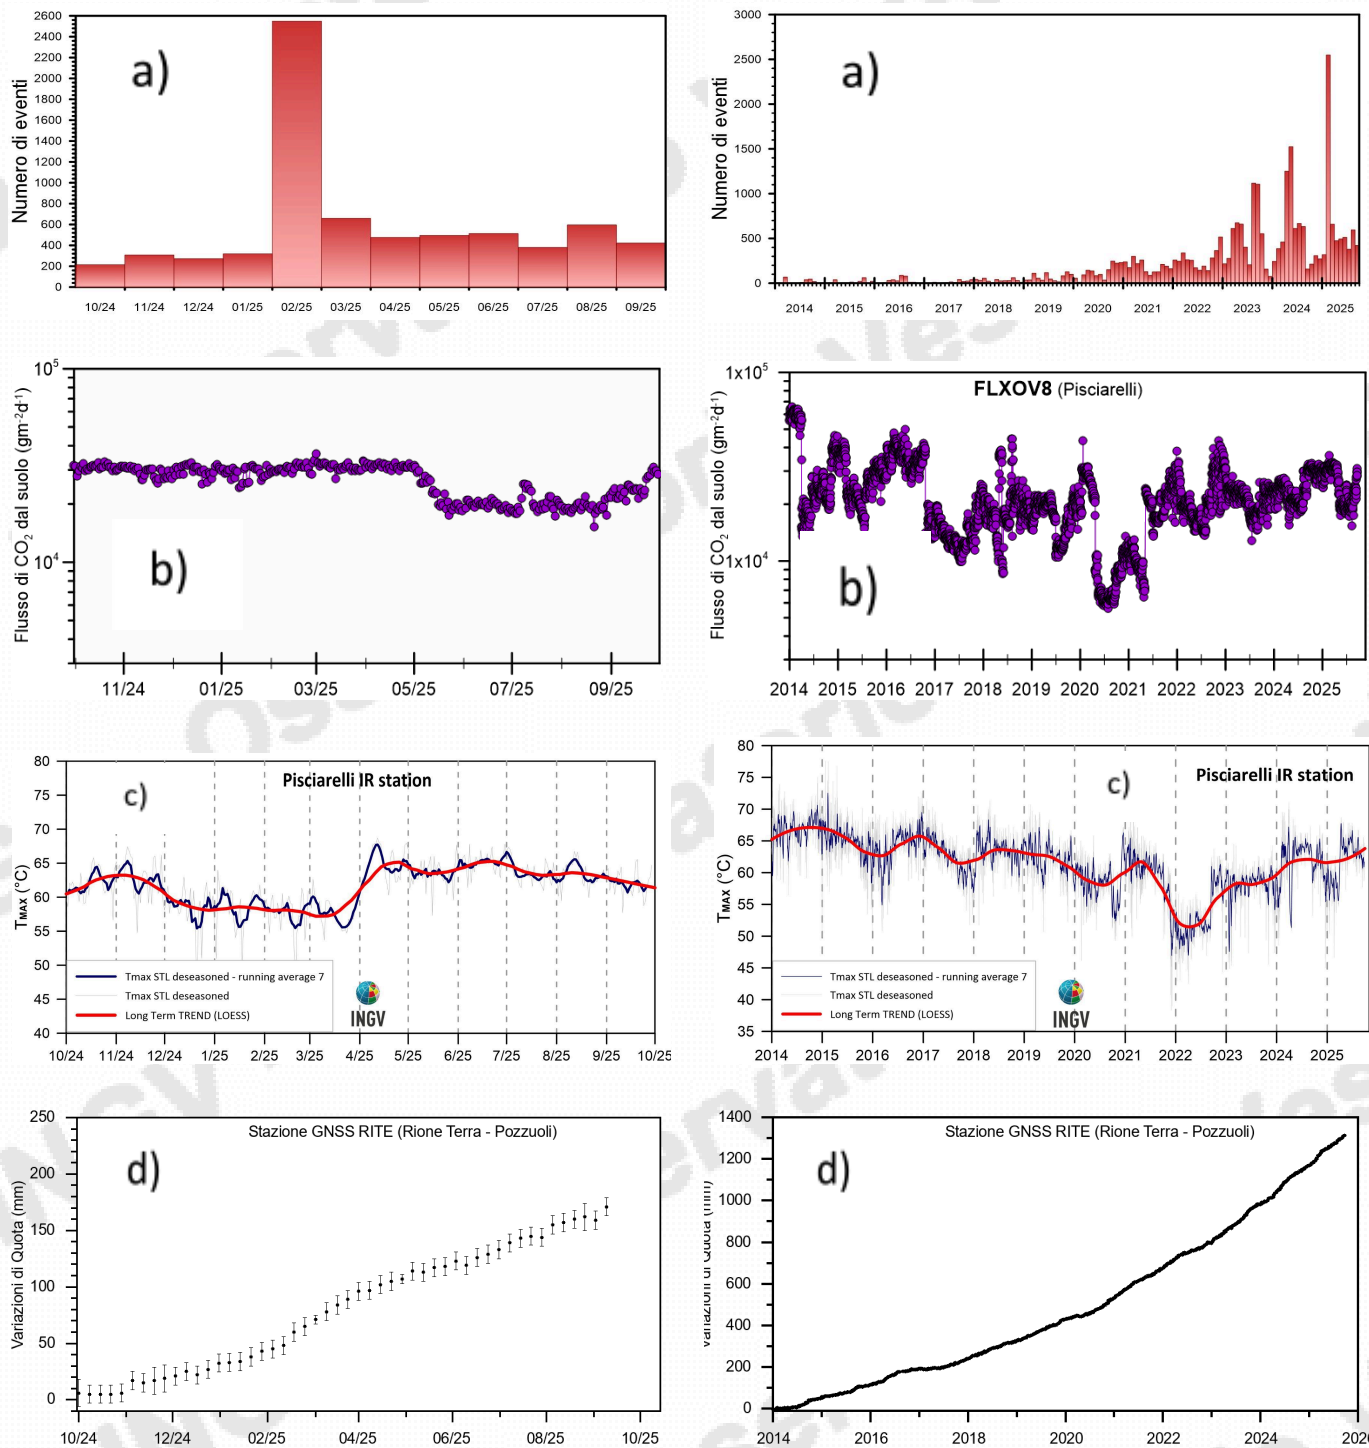 a)
Numero di eventi
2600
2400
2200
2000
1800
1600
1400
1200
1000
800
600
400
200
0
10/24 11/24 12/24 01/25 02/25 03/25 04/25 05/25 06/25 07/25 08/25 09/25
a)
Numero di eventi
3000
2500
2000
1500
1000
500
0
2014 2015 2016 2017 2018 2019 2020 2021 2022 2023 2024 2025
b)
Flusso di CO2 dal suolo (gm-2d-1)
10^5
10^4
11/24 01/25 03/25 05/25 07/25 09/25
FLXOV8 (Pisciarelli)
b)
Flusso di CO2 dal suolo (gm-2d-1)
1x10^5
1x10^4
2014 2015 2016 2017 2018 2019 2020 2021 2022 2023 2024 2025
Pisciarelli IR station
c)
TMAX (°C)
80
75
70
65
60
55
50
45
40
Tmax STL deseasoned - running average 7
Tmax STL deseasoned
Long Term TREND (LOESS)
INGV
10/24 11/24 12/24 1/25 2/25 3/25 4/25 5/25 6/25 7/25 8/25 9/25 10/25
Pisciarelli IR station
c)
TMAX (°C)
80
75
70
65
60
55
50
45
40
35
Tmax STL deseasoned - running average 7
Tmax STL deseasoned
Long Term TREND (LOESS)
INGV
2014 2015 2016 2017 2018 2019 2020 2021 2022 2023 2024 2025
Stazione GNSS RITE (Rione Terra - Pozzuoli)
d)
Variazioni di Quota (mm)
250
200
150
100
50
0
10/24 12/24 02/25 04/25 06/25 08/25 10/25
Stazione GNSS RITE (Rione Terra - Pozzuoli)
d)
Variazioni di Quota (mm)
1400
1200
1000
800
600
400
200
0
2014 2016 2018 2020 2022 2024 202